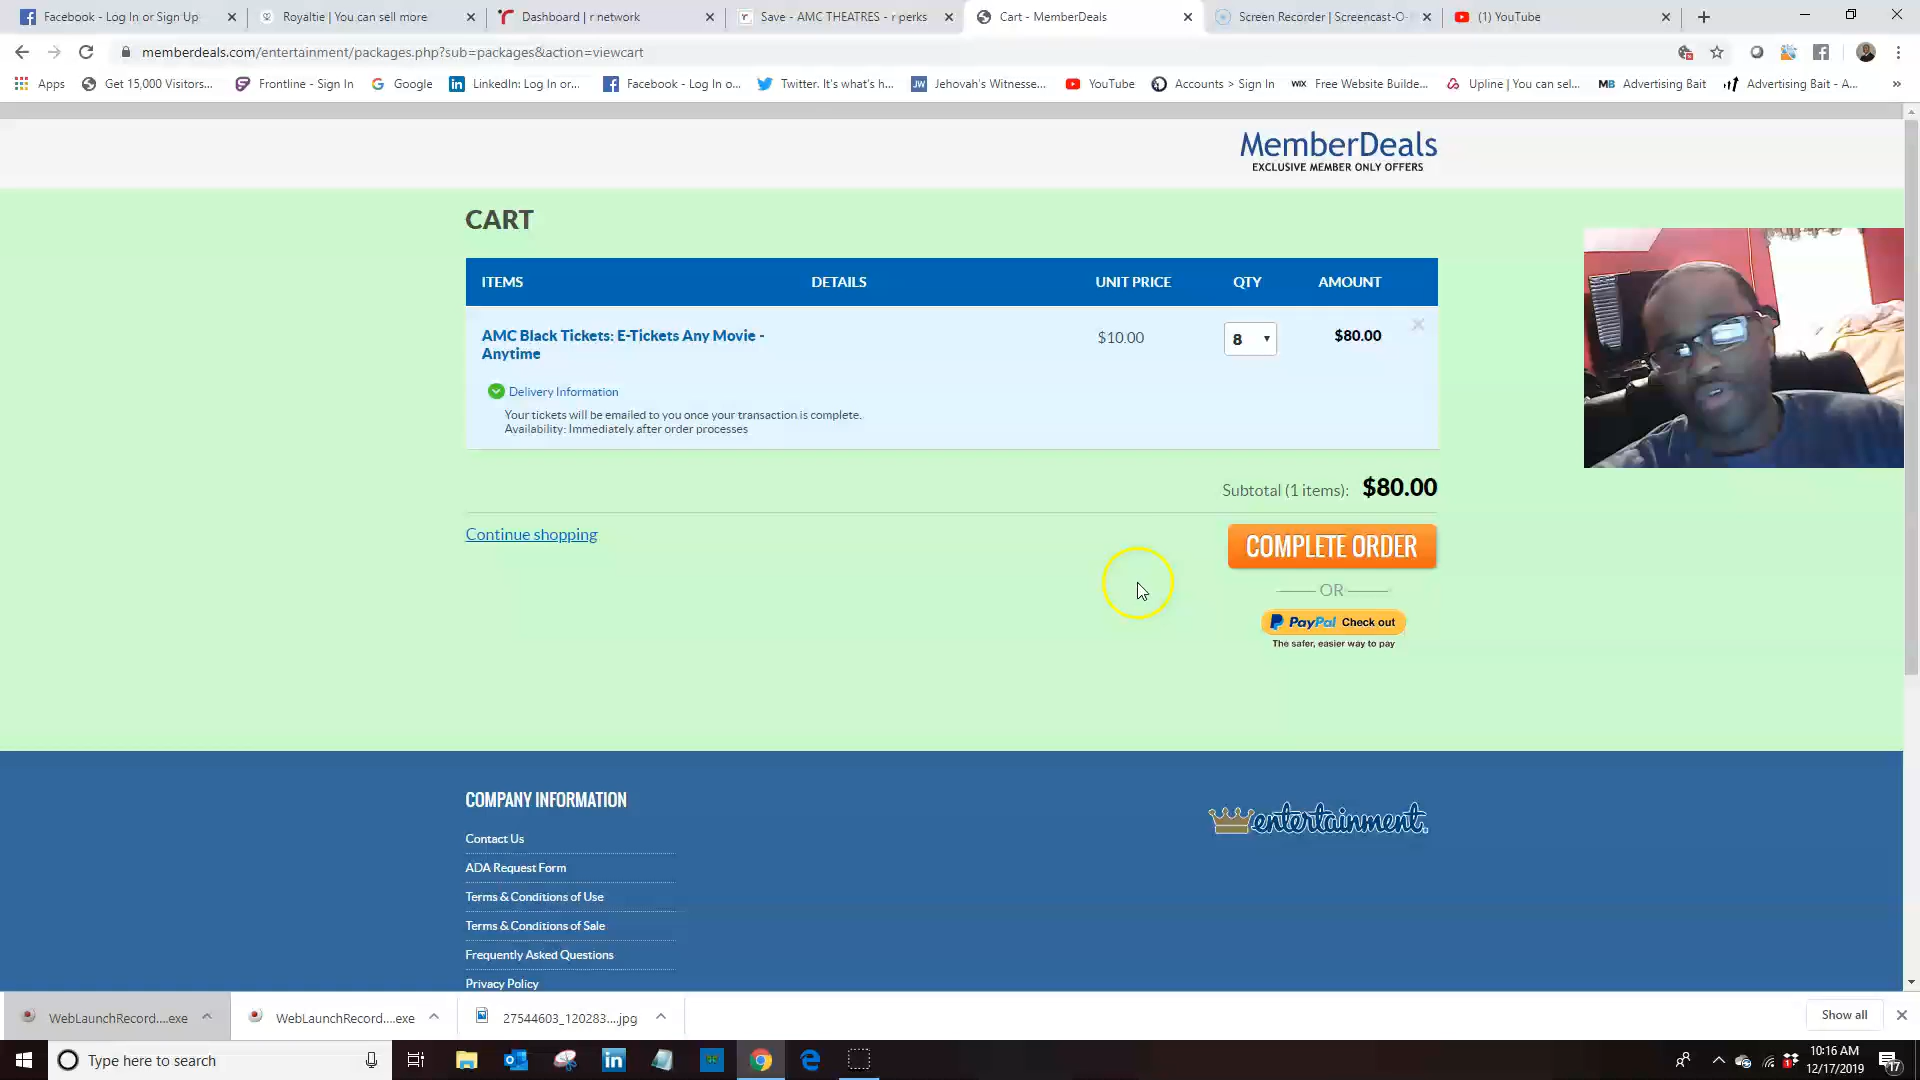 Facebook - Log In or Sign Up
Royaltie | You can sell more
Dashboard | r network
Save - AMC THEATRES - r perks
Cart - MemberDeals
Screen Recorder | Screencast-O-
(1) YouTube
memberdeals.com/entertainment/packages.php?sub=packages&action=viewcart
Apps
Get 15,000 Visitors...
Frontline - Sign In
Google
LinkedIn: Log In or...
Facebook - Log In o...
Twitter. It's what's h...
JW Jehovah's Witnesse...
YouTube
Accounts > Sign In
WIX Free Website Builde...
Upline | You can sel...
MB Advertising Bait
Advertising Bait - A...
MemberDeals
EXCLUSIVE MEMBER ONLY OFFERS
CART
ITEMS DETAILS UNIT PRICE QTY AMOUNT
AMC Black Tickets: E-Tickets Any Movie - $10.00 8 $80.00
Anytime
Delivery Information
Your tickets will be emailed to you once your transaction is complete.
Availability: Immediately after order processes
Subtotal (1 items): $80.00
Continue shopping
COMPLETE ORDER
OR
PayPal Check out
The safer, easier way to pay
COMPANY INFORMATION
entertainment.
Contact Us
ADA Request Form
Terms & Conditions of Use
Terms & Conditions of Sale
Frequently Asked Questions
Privacy Policy
WebLaunchRecord....exe
WebLaunchRecord....exe
27544603_120283....jpg
Show all
Type here to search
10:16 AM
12/17/2019
17